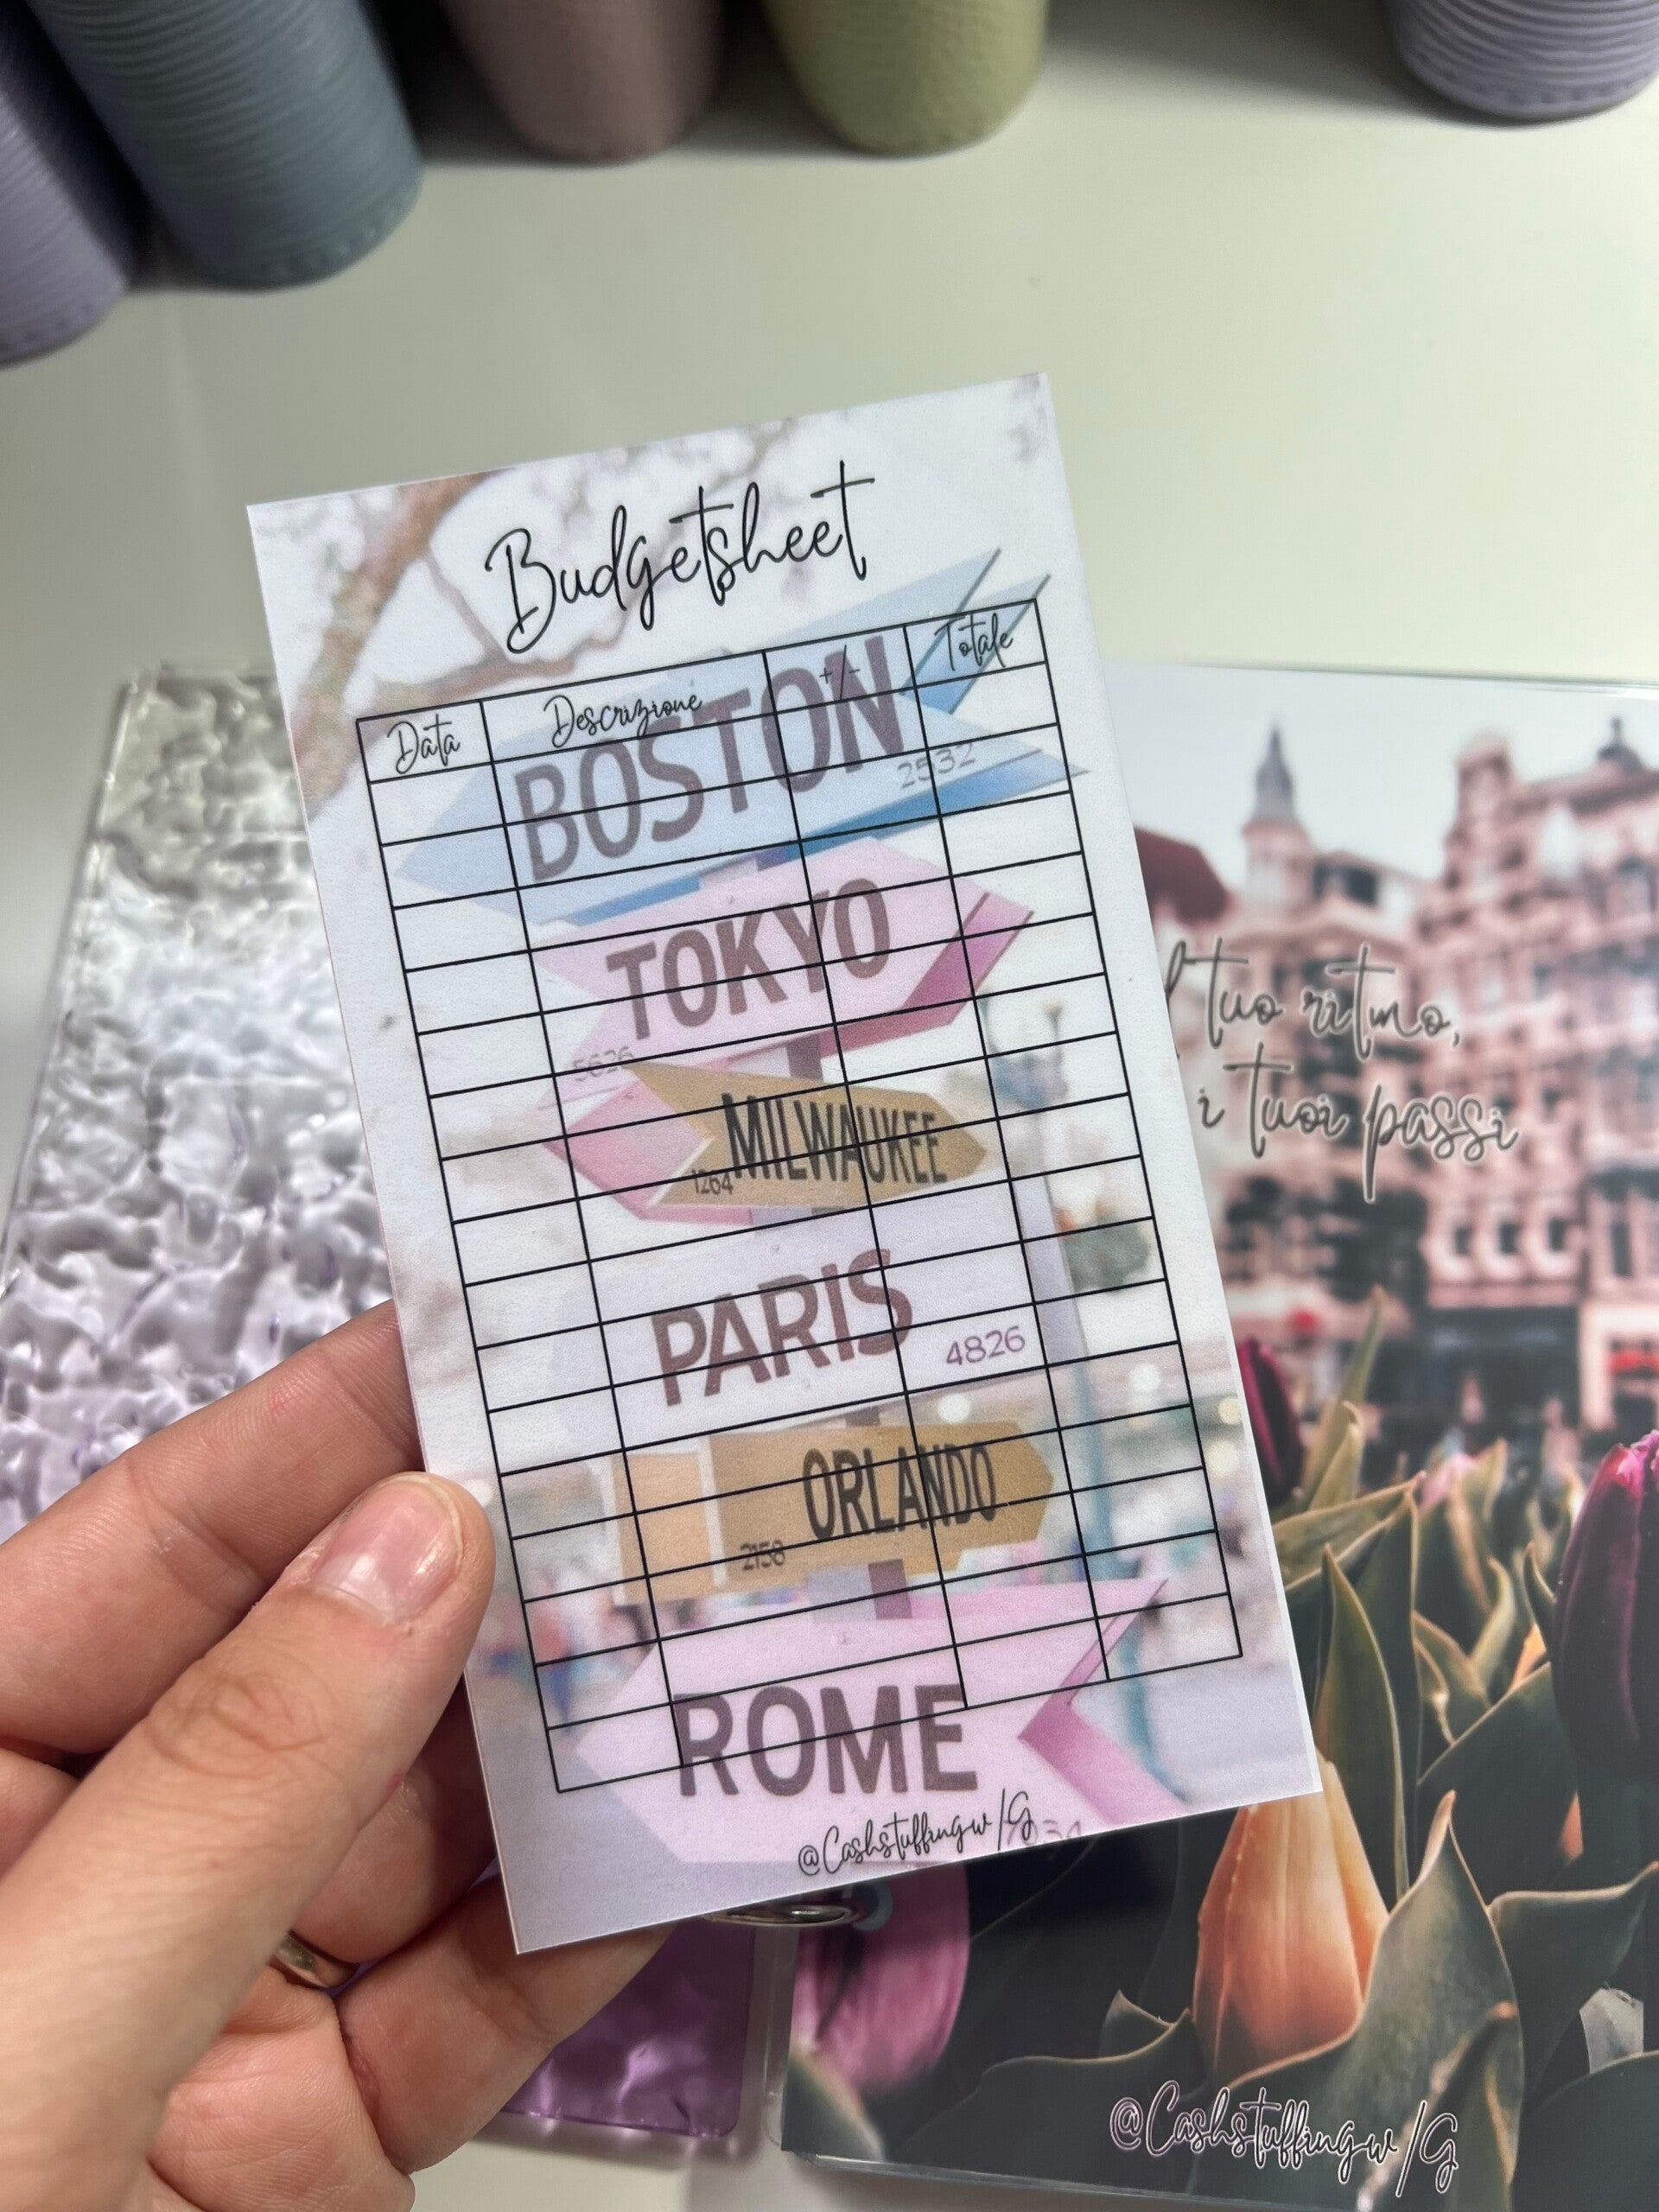 Budgetsheet
Data Descrizione +/- Totale
BOSTON
2532
TOKYO
5626
MILWAUKEE
1264
PARIS
4826
ORLANDO
2158
ROME
@Cashstuffingw/G
tuo ritmo,
i tuoi passi
@Cashstuffingw/G